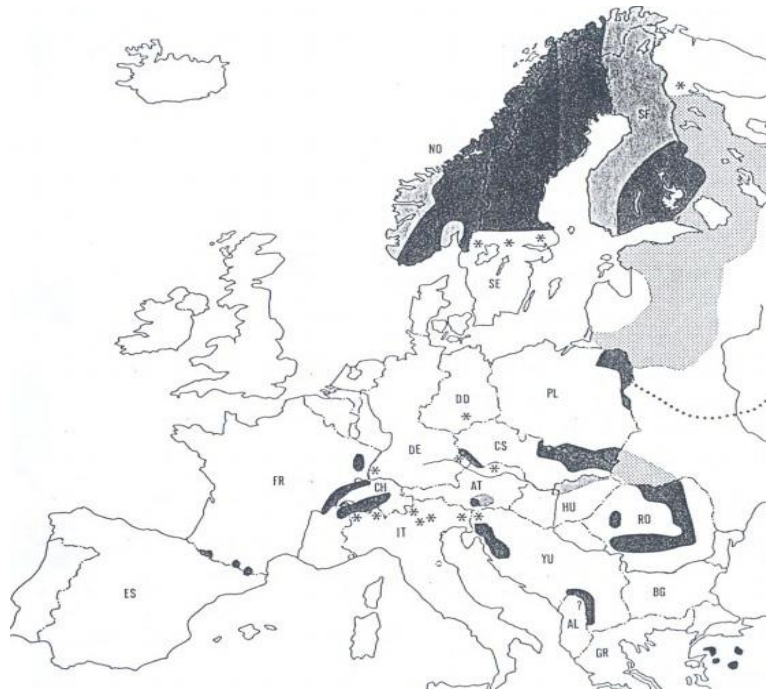 NO
SF
*
* * *
SE
DD
*
PL
DE
CS
*
*
FR
*
CH
AT
HU
RO
* * * * * *
IT
YU
ES
?
AL
BG
GR